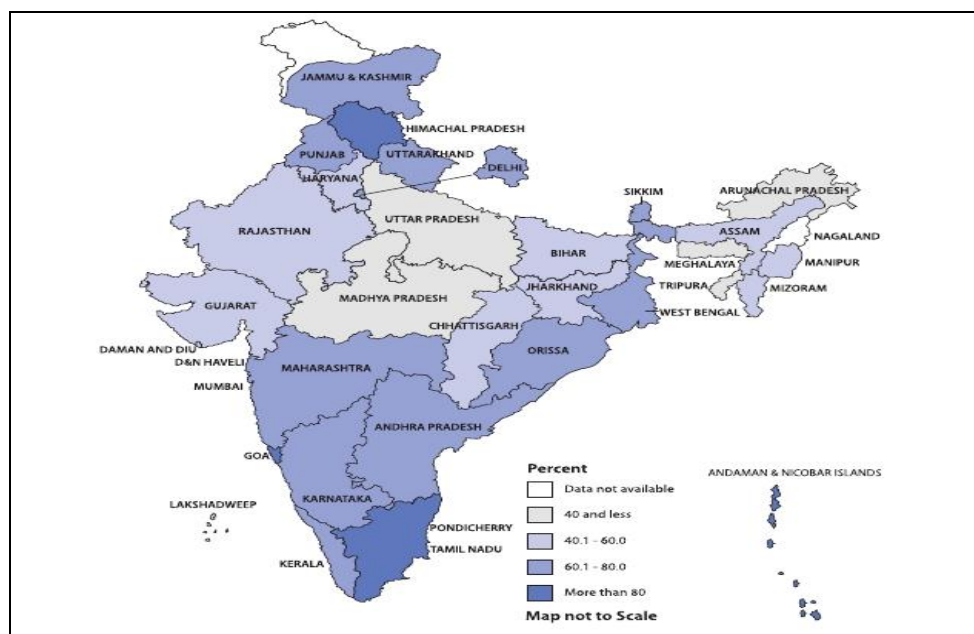 JAMMU & KASHMIR
HIMACHAL PRADESH
PUNJAB
UTTARAKHAND
DELHI
HARYANA
SIKKIM
ARUNACHAL PRADESH
UTTAR PRADESH
RAJASTHAN
ASSAM
NAGALAND
BIHAR
MEGHALAYA
MANIPUR
JHARKHAND
TRIPURA
MIZORAM
MADHYA PRADESH
GUJARAT
WEST BENGAL
CHHATTISGARH
DAMAN AND DIU
ORISSA
D&N HAVELI
MAHARASHTRA
MUMBAI
ANDHRA PRADESH
GOA
Percent
ANDAMAN & NICOBAR ISLANDS
Data not available
KARNATAKA
LAKSHADWEEP
40 and less
PONDICHERRY
40.1 - 60.0
TAMIL NADU
KERALA
60.1 - 80.0
More than 80
Map not to Scale